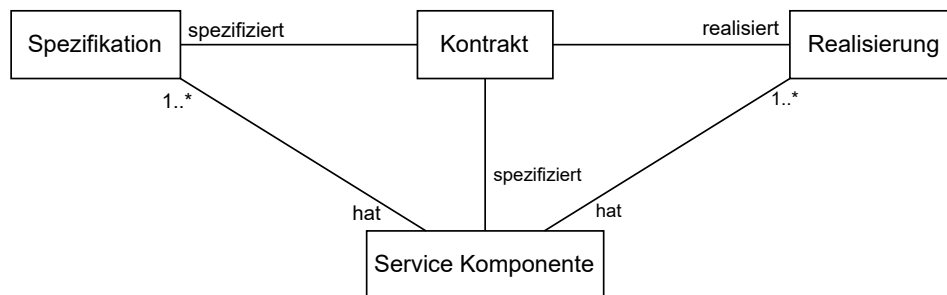 Spezifikation
spezifiziert
Kontrakt
realisiert
Realisierung
1..*
1..*
spezifiziert
hat
hat
Service Komponente